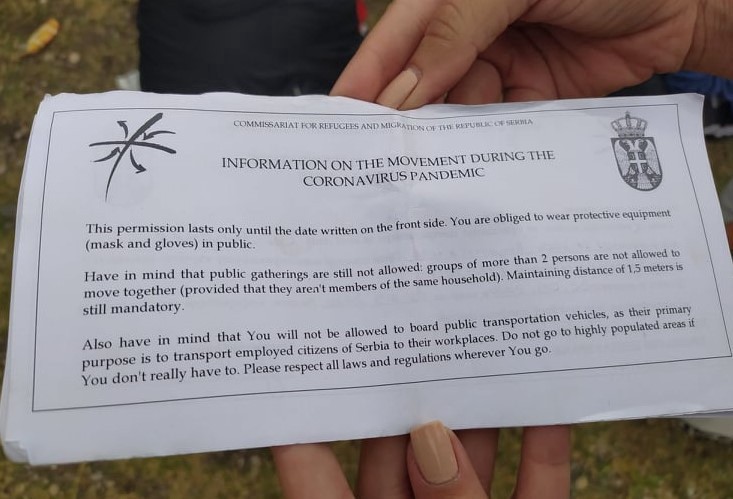 COMMISSARIAT FOR REFUGEES AND MIGRATION OF THE REPUBLIC OF SERBIA
INFORMATION ON THE MOVEMENT DURING THE
CORONAVIRUS PANDEMIC
This permission lasts only until the date written on the front side. You are obliged to wear protective equipment
(mask and gloves) in public.
Have in mind that public gatherings are still not allowed: groups of more than 2 persons are not allowed to
move together (provided that they aren't members of the same household). Maintaining distance of 1,5 meters is
still mandatory.
Also have in mind that You will not be allowed to board public transportation vehicles, as their primary
purpose is to transport employed citizens of Serbia to their workplaces. Do not go to highly populated areas if
You don't really have to. Please respect all laws and regulations wherever You go.